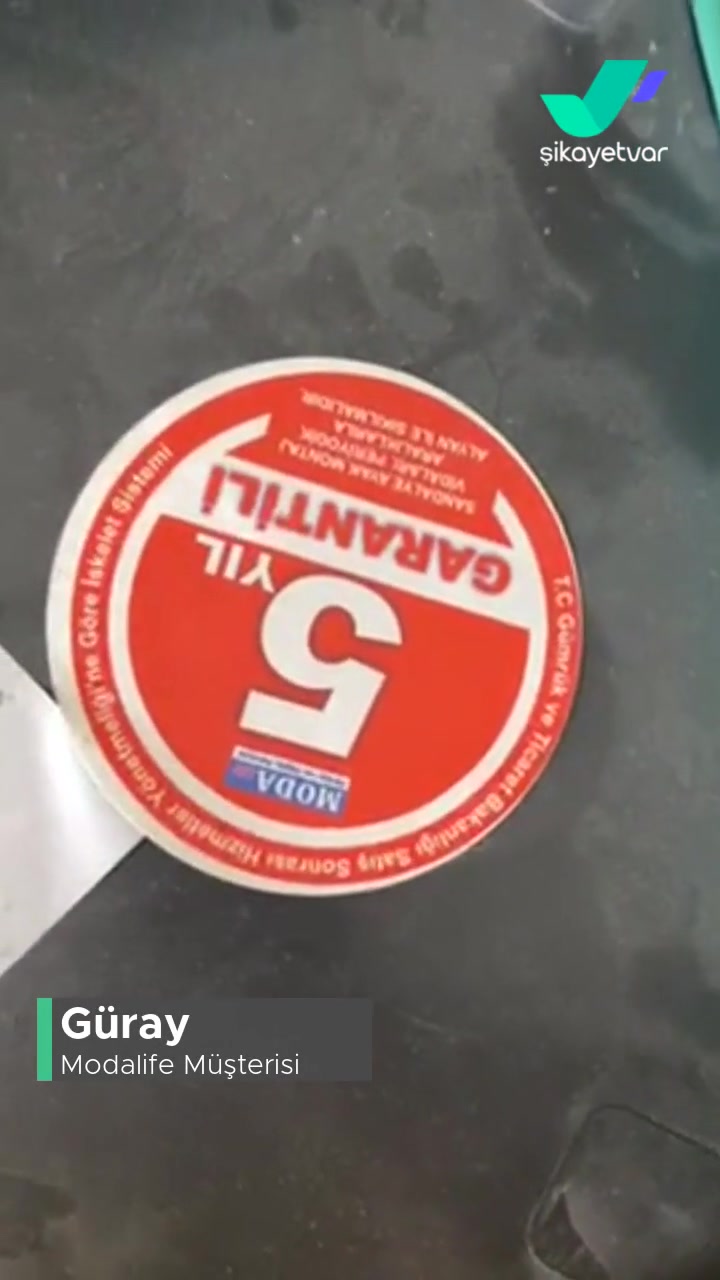 şikayetvar
T.C Gümrük ve Ticaret Bakanlığı Satış Sonrası Hizmetler Yönetmeliği'ne Göre İskelet Sistemi
MODA
5
YIL
GARANTİLİ
SANDALYE AYAK MONTAJ
VİDALARI, PERİYODİK
ARALIKLARLA
ALYAN İLE SIKILMALIDIR.
Güray
Modalife Müşterisi